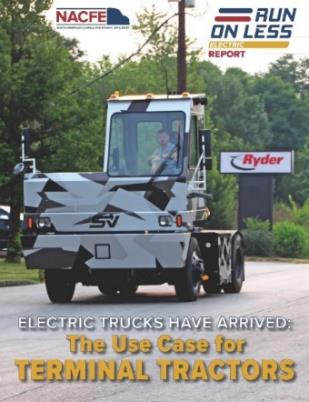 NACFE
RUN
ON LESS
ELECTRIC
REPORT
Ryder
SV
ELECTRIC TRUCKS HAVE ARRIVED:
The Use Case for
TERMINAL TRACTORS